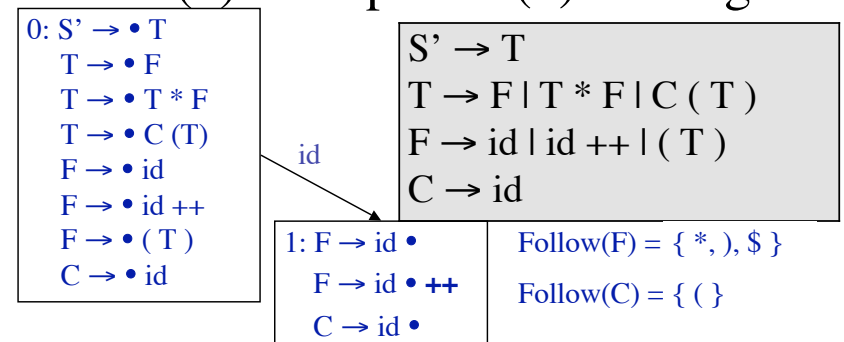 0: S’ → • T
T → • F
T → • T * F
T → • C (T)
F → • id
F → • id ++
F → • ( T )
C → • id
id
S’ → T
T → F | T * F | C ( T )
F → id | id ++ | ( T )
C → id
1: F → id •
F → id • ++
C → id •
Follow(F) = { *, ), $ }
Follow(C) = { ( }